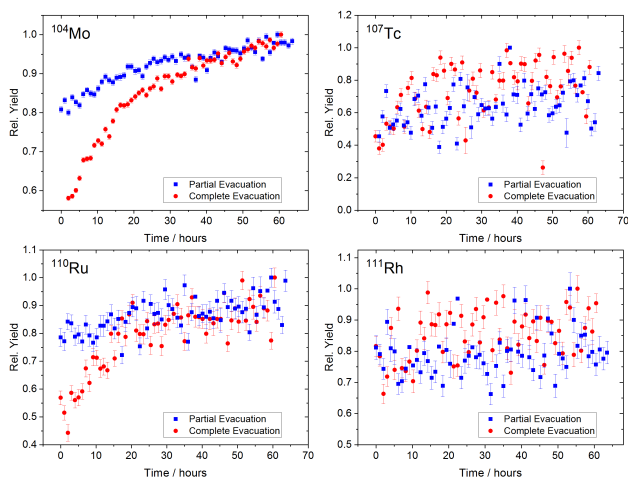 104Mo
Rel. Yield
1.0
0.9
0.8
0.7
0.6
0 10 20 30 40 50 60 70
Time / hours
Partial Evacuation
Complete Evacuation
107Tc
Rel. Yield
1.2
1.0
0.8
0.6
0.4
0.2
0 10 20 30 40 50 60 70
Time / hours
Partial Evacuation
Complete Evacuation
110Ru
Rel. Yield
1.1
1.0
0.9
0.8
0.7
0.6
0.5
0.4
0 10 20 30 40 50 60 70
Time / hours
Partial Evacuation
Complete Evacuation
111Rh
Rel. Yield
1.1
1.0
0.9
0.8
0.7
0.6
0.5
0 10 20 30 40 50 60 70
Time / hours
Partial Evacuation
Complete Evacuation